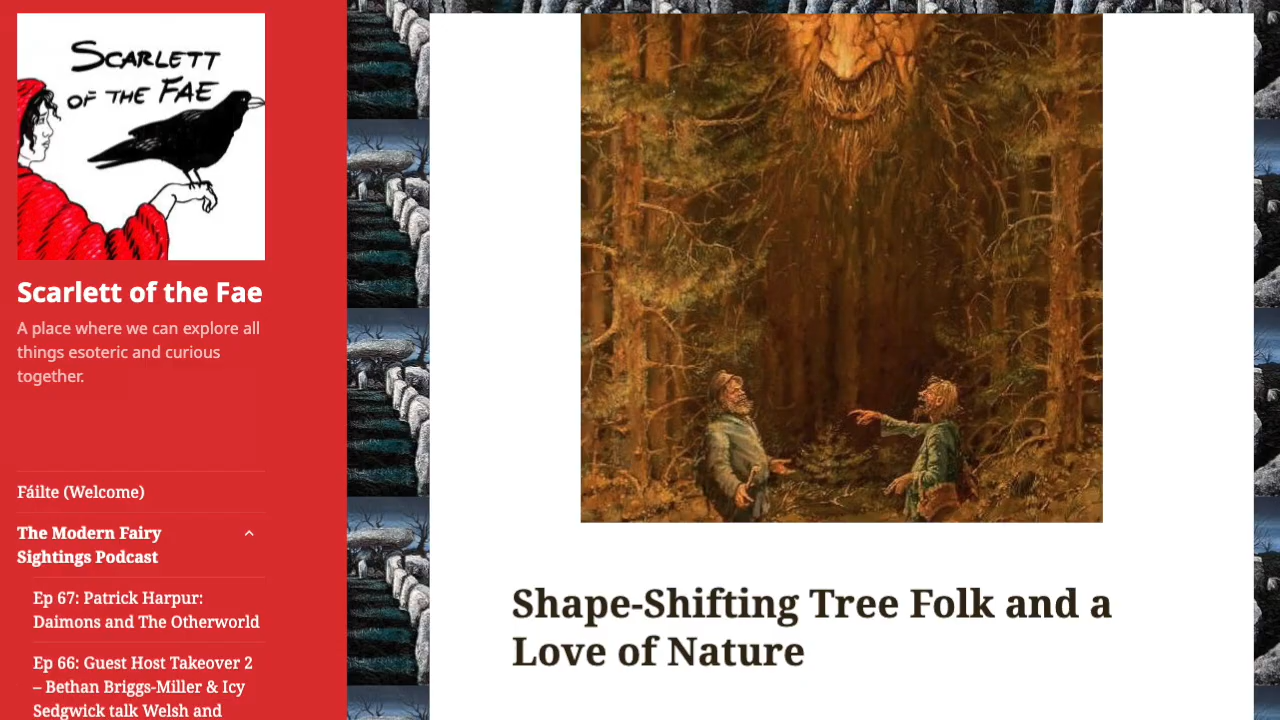 SCARLETT
OF THE FAE
Scarlett of the Fae
A place where we can explore all
things esoteric and curious
together.
Fáilte (Welcome)
The Modern Fairy
Sightings Podcast
Ep 67: Patrick Harpur:
Daimons and The Otherworld
Ep 66: Guest Host Takeover 2
– Bethan Briggs-Miller & Icy
Sedgwick talk Welsh and
Shape-Shifting Tree Folk and a
Love of Nature